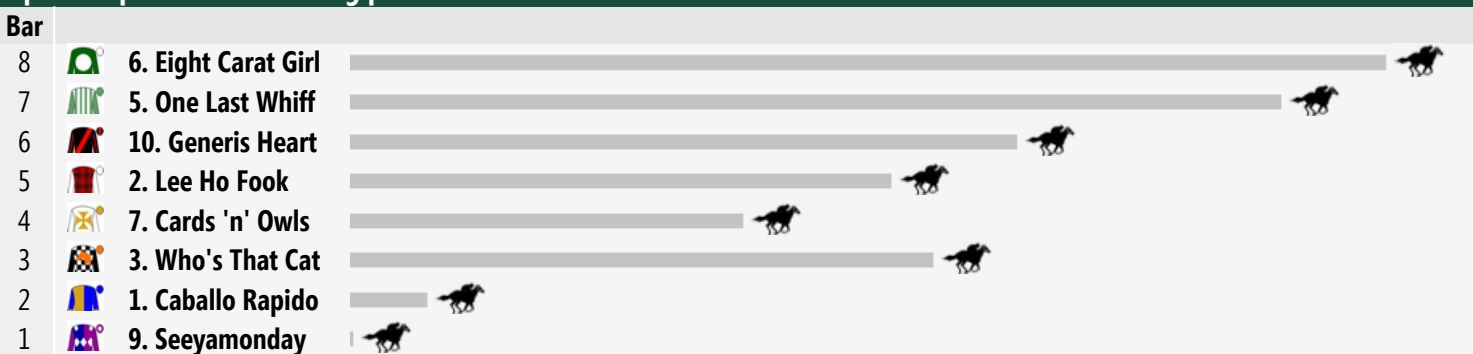 Bar
8 6. Eight Carat Girl
7 5. One Last Whiff
6 10. Generis Heart
5 2. Lee Ho Fook
4 7. Cards 'n' Owls
3 3. Who's That Cat
2 1. Caballo Rapido
1 9. Seeyamonday